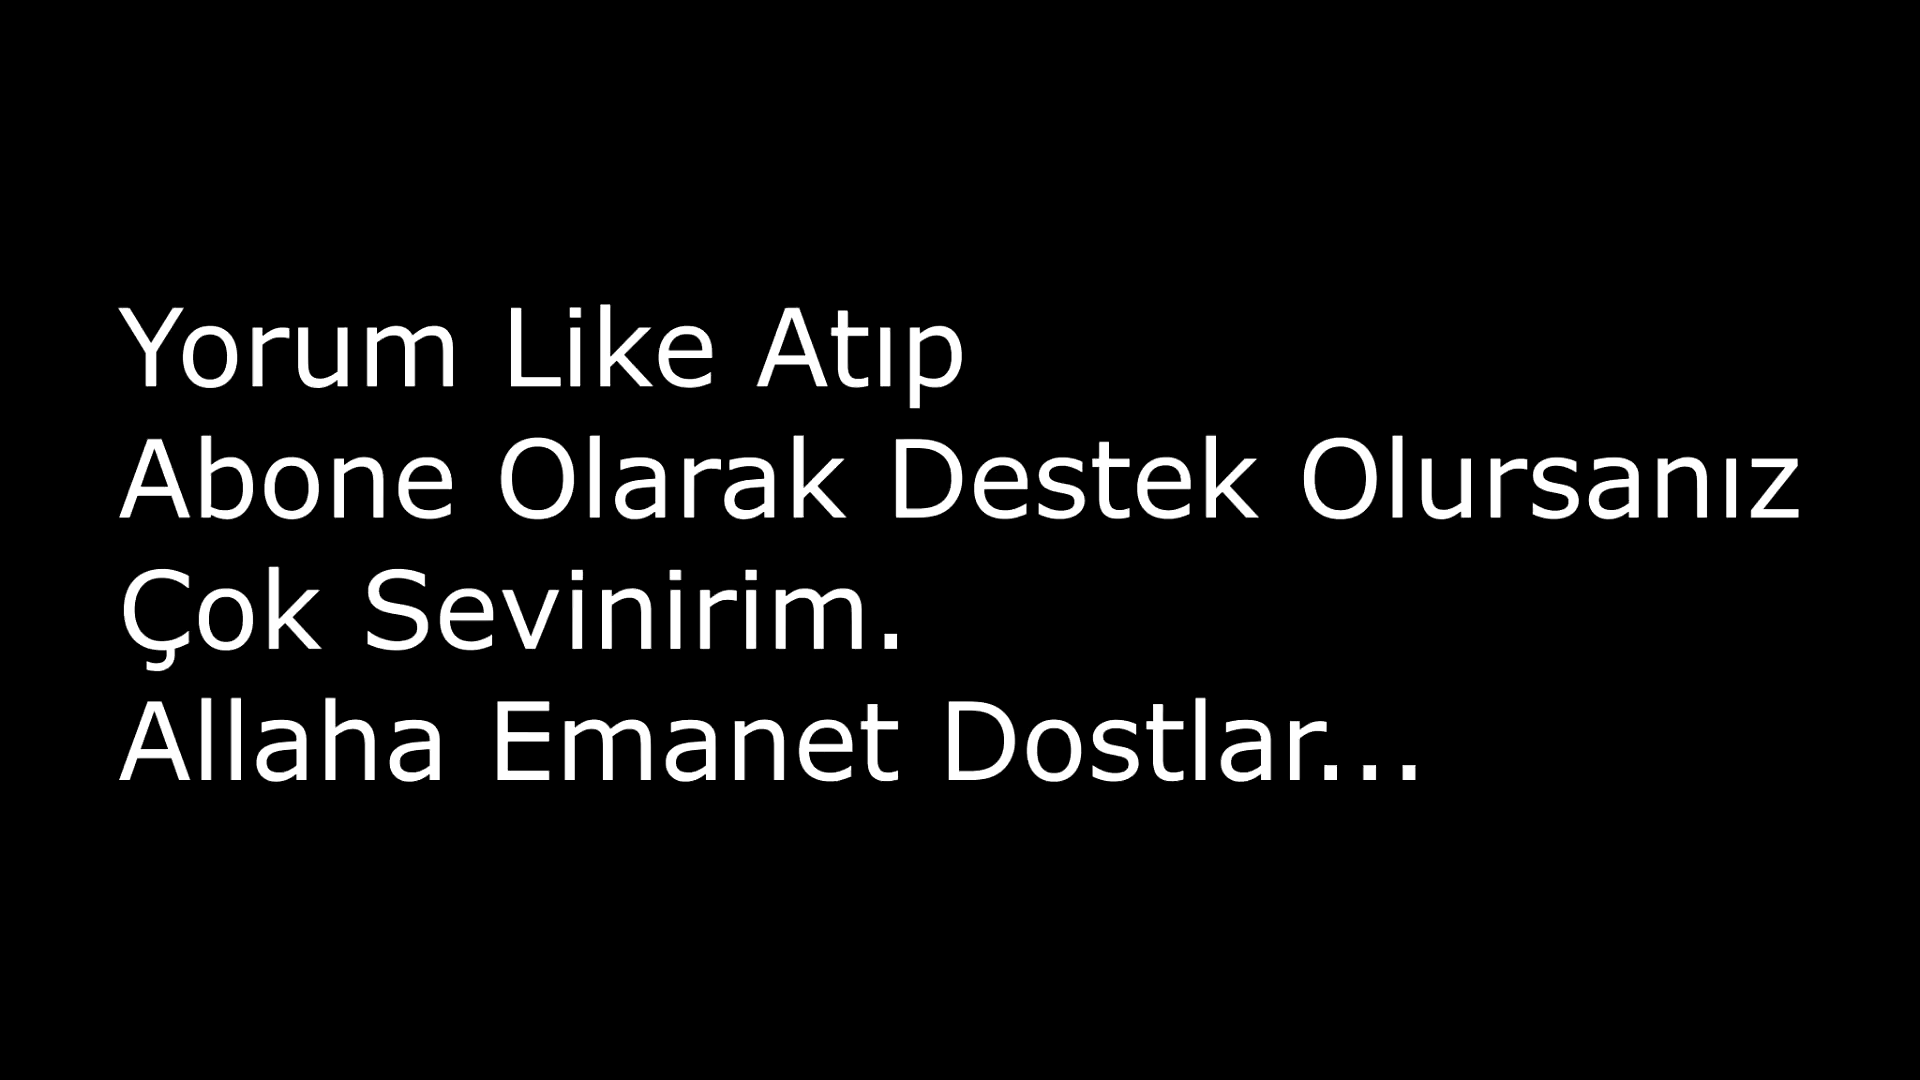 Yorum Like Atıp
Abone Olarak Destek Olursanız
Çok Sevinirim.
Allaha Emanet Dostlar...